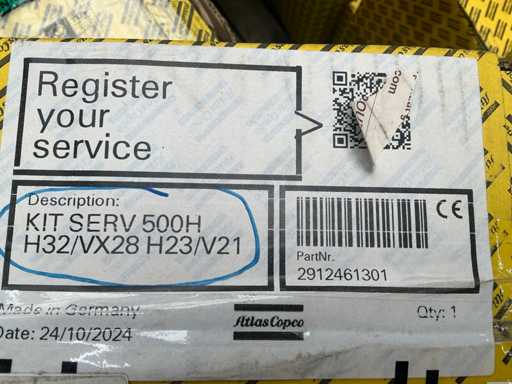 Register
your
service
Description:
KIT SERV 500H
H32/VX28 H23/V21
CE
PartNr.
2912461301
Made in Germany
Atlas Copco
Qty: 1
Date: 24/10/2024